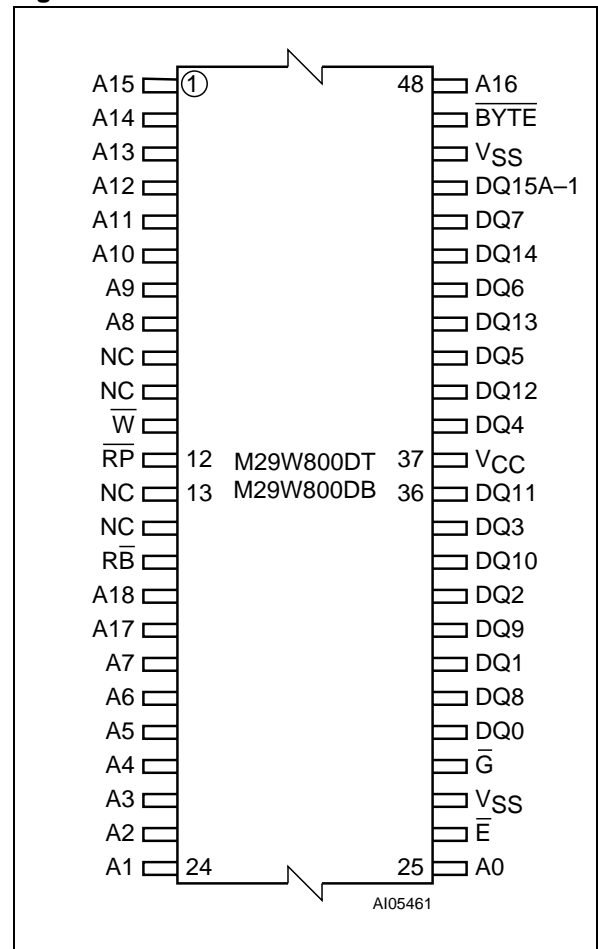 A15 ① 48 A16
A14 B̅Y̅T̅E̅
A13 VSS
A12 DQ15A–1
A11 DQ7
A10 DQ14
A9 DQ6
A8 DQ13
NC DQ5
NC DQ12
W̅ DQ4
R̅P̅ 12 M29W800DT 37 VCC
NC 13 M29W800DB 36 DQ11
NC DQ3
RB̅ DQ10
A18 DQ2
A17 DQ9
A7 DQ1
A6 DQ8
A5 DQ0
A4 G̅
A3 VSS
A2 E̅
A1 24 25 A0
AI05461